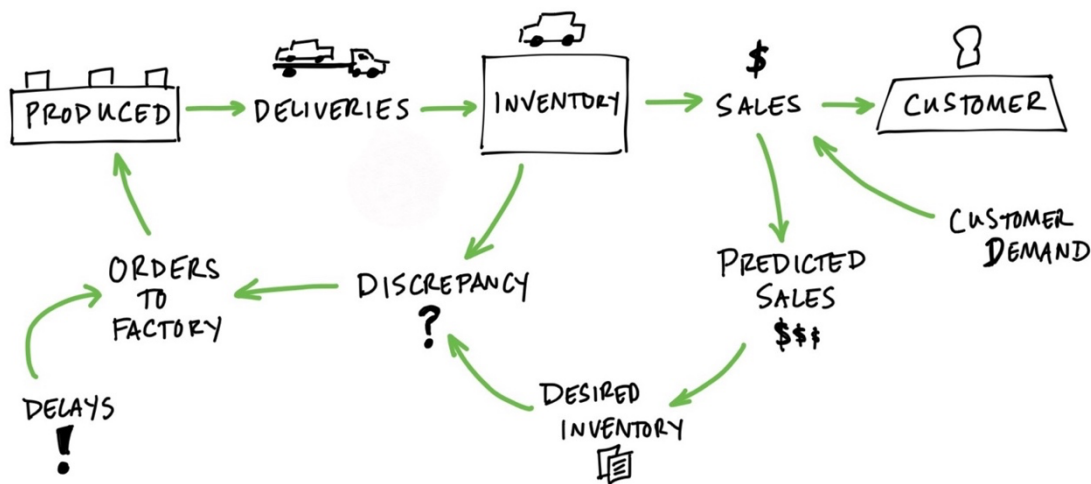 PRODUCED
DELIVERIES
INVENTORY
$
SALES
CUSTOMER
CUSTOMER
DEMAND
PREDICTED
SALES
$$$
ORDERS
TO
FACTORY
DISCREPANCY
?
DELAYS
!
DESIRED
INVENTORY